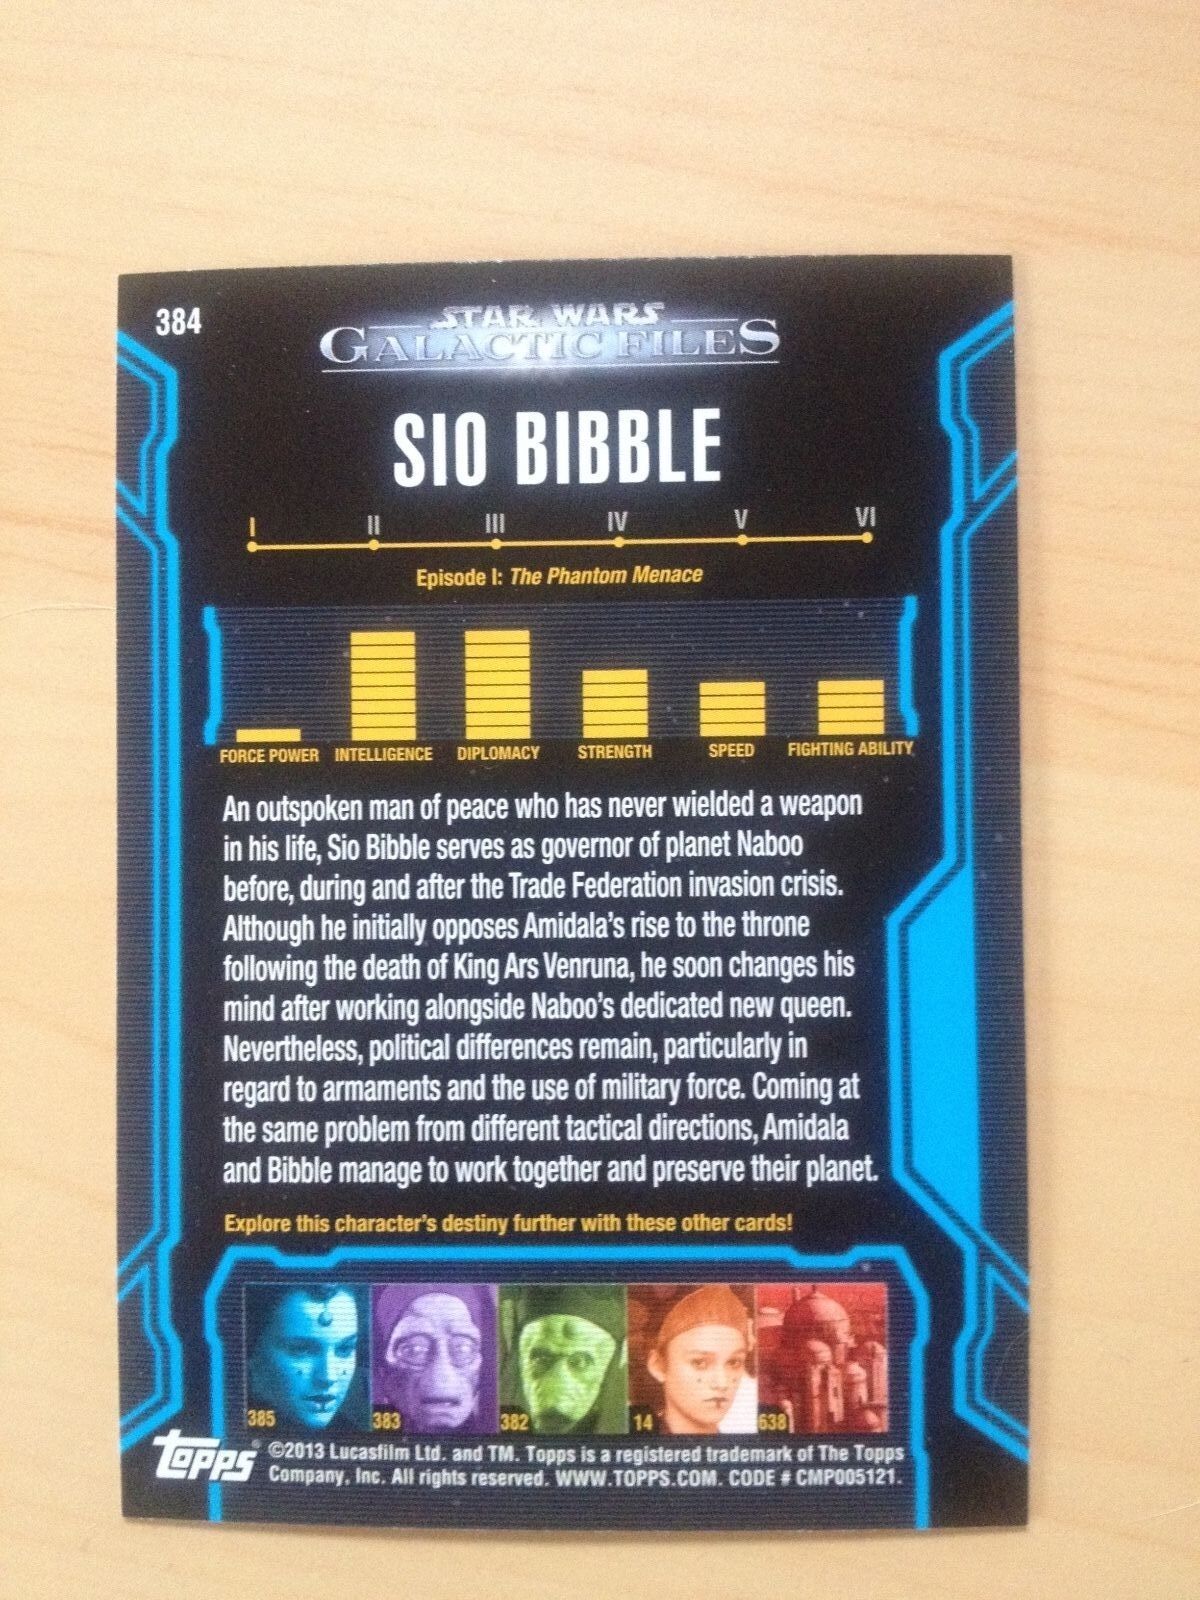 384
STAR WARS
GALACTIC FILES
SIO BIBBLE
I II III IV V VI
Episode I: The Phantom Menace
FORCE POWER INTELLIGENCE DIPLOMACY STRENGTH SPEED FIGHTING ABILITY
An outspoken man of peace who has never wielded a weapon
in his life, Sio Bibble serves as governor of planet Naboo
before, during and after the Trade Federation invasion crisis.
Although he initially opposes Amidala's rise to the throne
following the death of King Ars Venruna, he soon changes his
mind after working alongside Naboo's dedicated new queen.
Nevertheless, political differences remain, particularly in
regard to armaments and the use of military force. Coming at
the same problem from different tactical directions, Amidala
and Bibble manage to work together and preserve their planet.
Explore this character's destiny further with these other cards!
385 383 382 14 638
Topps® ©2013 Lucasfilm Ltd. and TM. Topps is a registered trademark of The Topps
Company, Inc. All rights reserved. WWW.TOPPS.COM. CODE # CMP005121.